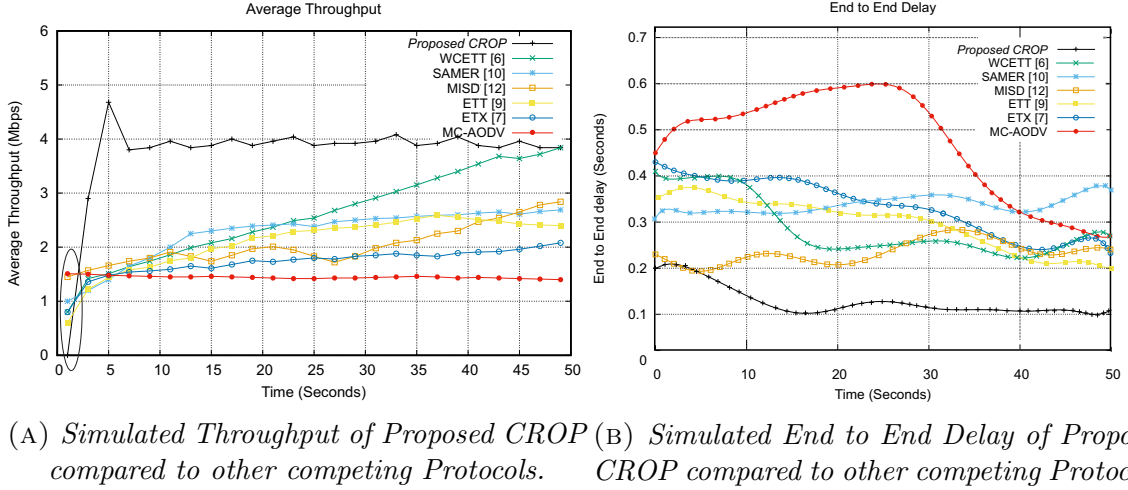 Average Throughput
6
5
4
3
2
1
0
Average Throughput (Mbps)
Proposed CROP
WCETT [6]
SAMER [10]
MISD [12]
ETT [9]
ETX [7]
MC-AODV
0 5 10 15 20 25 30 35 40 45 50
Time (Seconds)
(A) Simulated Throughput of Proposed CROP
compared to other competing Protocols.
End to End Delay
0.7
0.6
0.5
0.4
0.3
0.2
0.1
0
End to End delay (Seconds)
Proposed CROP
WCETT [6]
SAMER [10]
MISD [12]
ETT [9]
ETX [7]
MC-AODV
0 10 20 30 40 50
Time (Seconds)
(B) Simulated End to End Delay of Propo
CROP compared to other competing Protoc